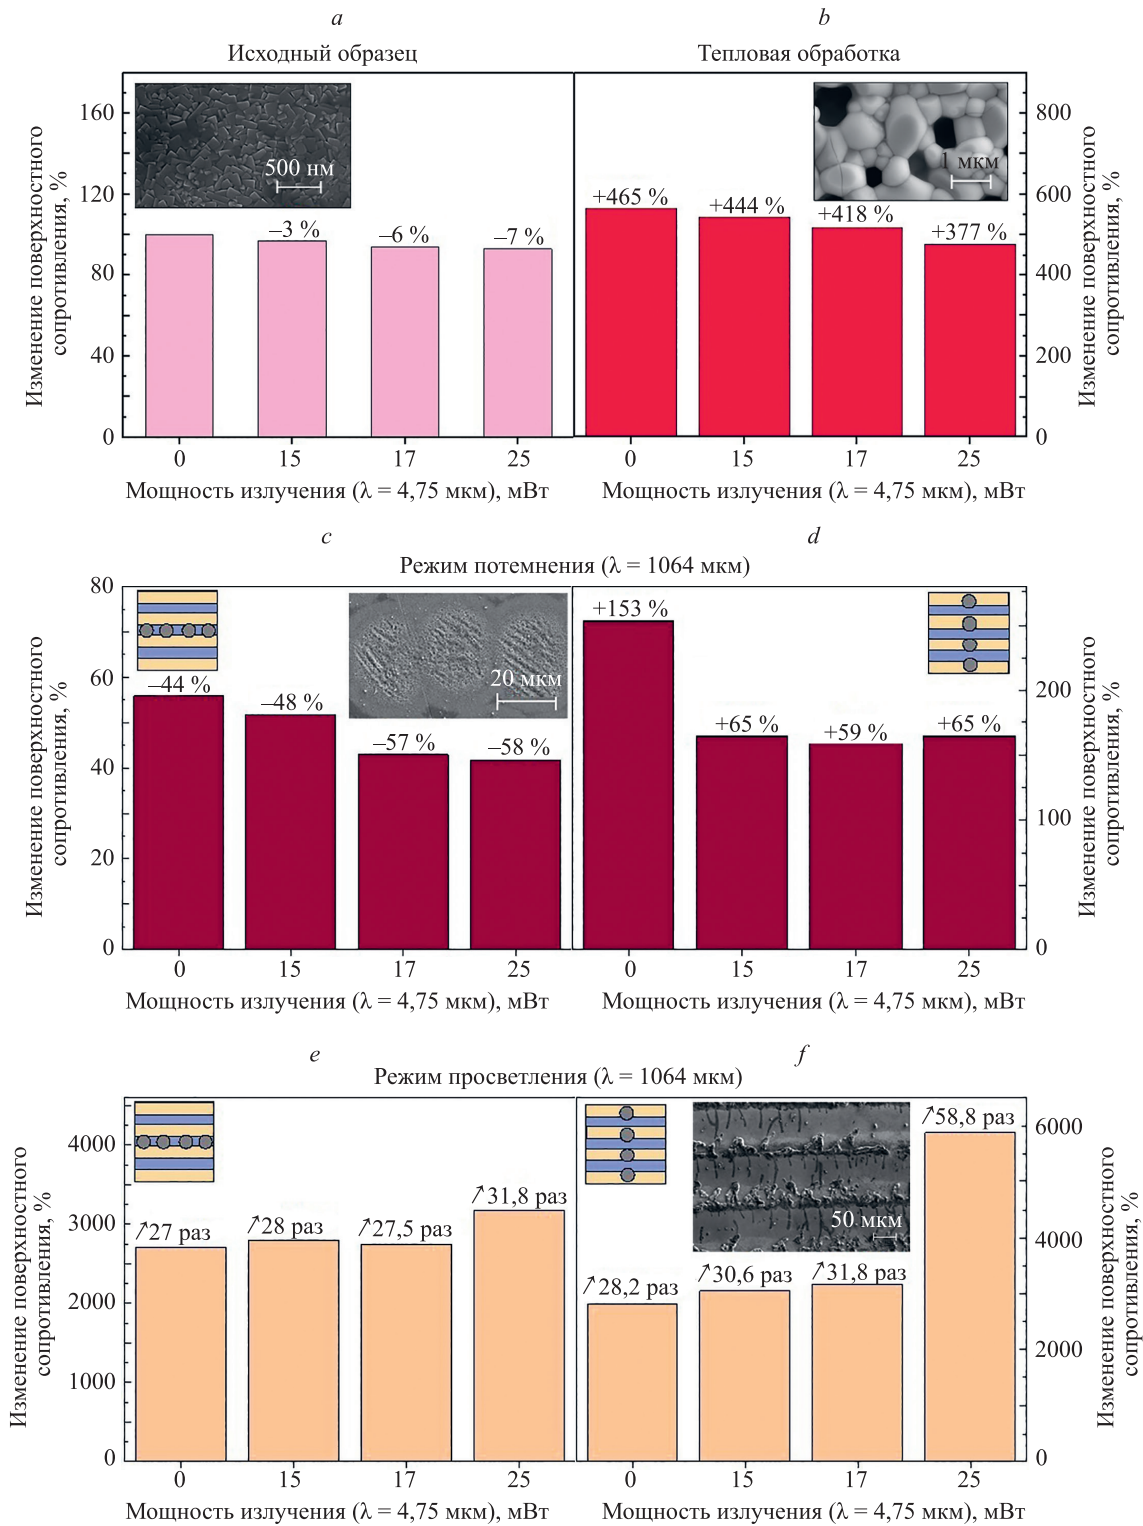 a
b
Исходный образец
Тепловая обработка
Изменение поверхностного
сопротивления, %
160
120
80
40
0
500 нм
–3 %
–6 %
–7 %
0
15
17
25
Мощность излучения (λ = 4,75 мкм), мВт
1 мкм
+465 %
+444 %
+418 %
+377 %
800
600
400
200
0
Изменение поверхностного
сопротивления, %
0
15
17
25
Мощность излучения (λ = 4,75 мкм), мВт
c
d
Режим потемнения (λ = 1064 мкм)
Изменение поверхностного
сопротивления, %
80
60
40
20
0
–44 %
–48 %
–57 %
–58 %
20 мкм
0
15
17
25
Мощность излучения (λ = 4,75 мкм), мВт
+153 %
+65 %
+59 %
+65 %
200
100
0
Изменение поверхностного
сопротивления, %
0
15
17
25
Мощность излучения (λ = 4,75 мкм), мВт
e
f
Режим просветления (λ = 1064 мкм)
Изменение поверхностного
сопротивления, %
4000
3000
2000
1000
0
↗27 раз
↗28 раз
↗27,5 раз
↗31,8 раз
0
15
17
25
Мощность излучения (λ = 4,75 мкм), мВт
50 мкм
↗28,2 раз
↗30,6 раз
↗31,8 раз
↗58,8 раз
6000
4000
2000
0
Изменение поверхностного
сопротивления, %
0
15
17
25
Мощность излучения (λ = 4,75 мкм), мВт